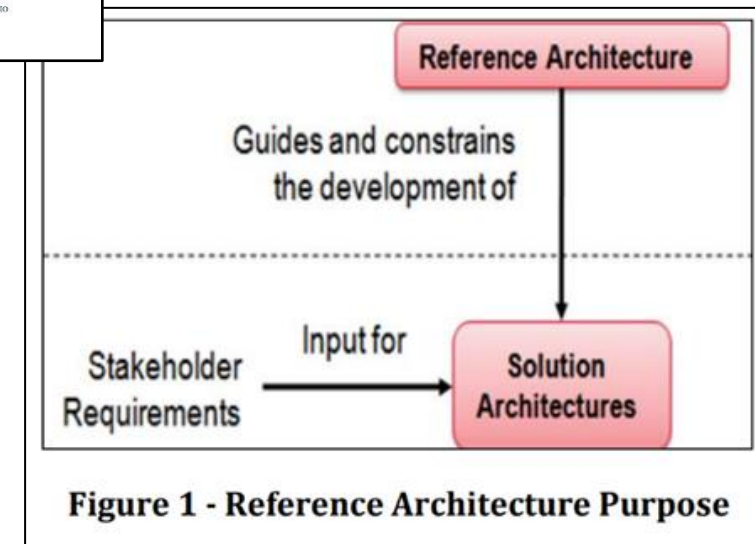 Reference Architecture
Guides and constrains
the development of
Input for
Stakeholder
Requirements
Solution
Architectures
Figure 1 - Reference Architecture Purpose